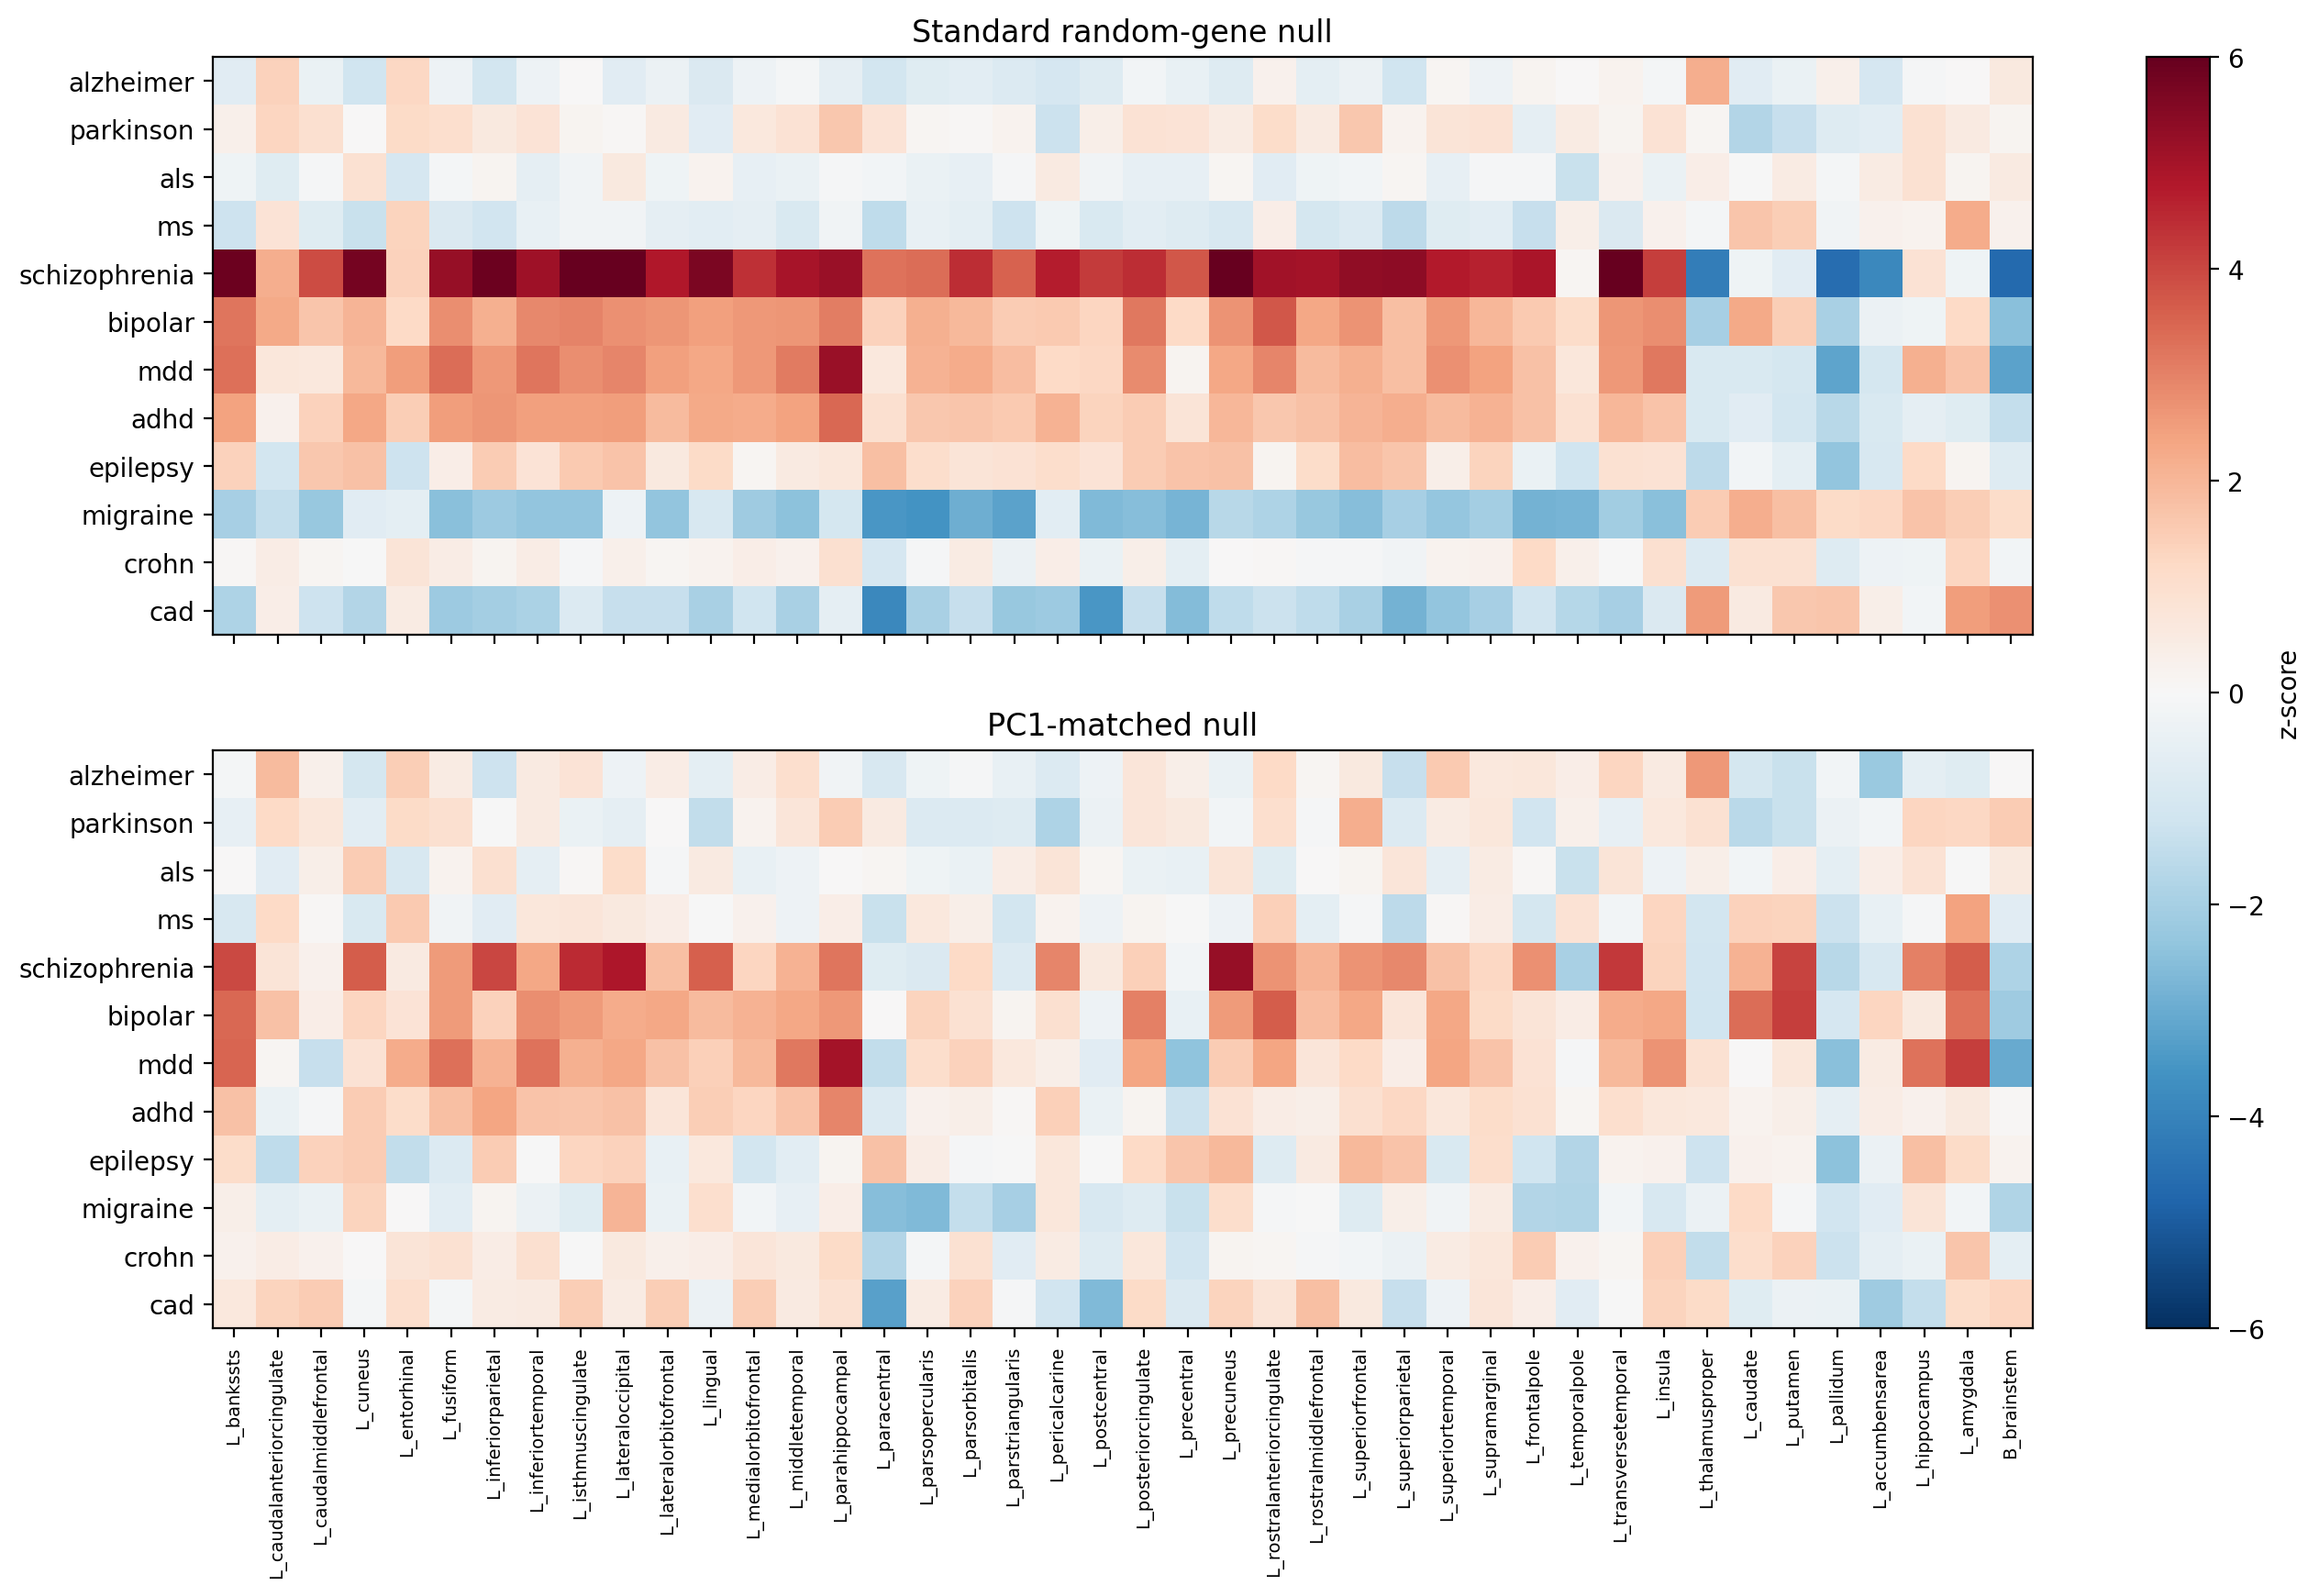 Standard random-gene null
alzheimer
parkinson
als
ms
schizophrenia
bipolar
mdd
adhd
epilepsy
migraine
crohn
cad
PC1-matched null
alzheimer
parkinson
als
ms
schizophrenia
bipolar
mdd
adhd
epilepsy
migraine
crohn
cad
L_bankssts
L_caudalanteriorcingulate
L_caudalmiddlefrontal
L_cuneus
L_entorhinal
L_fusiform
L_inferiorparietal
L_inferiortemporal
L_isthmuscingulate
L_lateraloccipital
L_lateralorbitofrontal
L_lingual
L_medialorbitofrontal
L_middletemporal
L_parahippocampal
L_paracentral
L_parsopercularis
L_parsorbitalis
L_parstriangularis
L_pericalcarine
L_postcentral
L_posteriorcingulate
L_precentral
L_precuneus
L_rostralanteriorcingulate
L_rostralmiddlefrontal
L_superiorfrontal
L_superiorparietal
L_superiortemporal
L_supramarginal
L_frontalpole
L_temporalpole
L_transversetemporal
L_insula
L_thalamusproper
L_caudate
L_putamen
L_pallidum
L_accumbensarea
L_hippocampus
L_amygdala
B_brainstem
6
4
2
0
−2
−4
−6
z-score